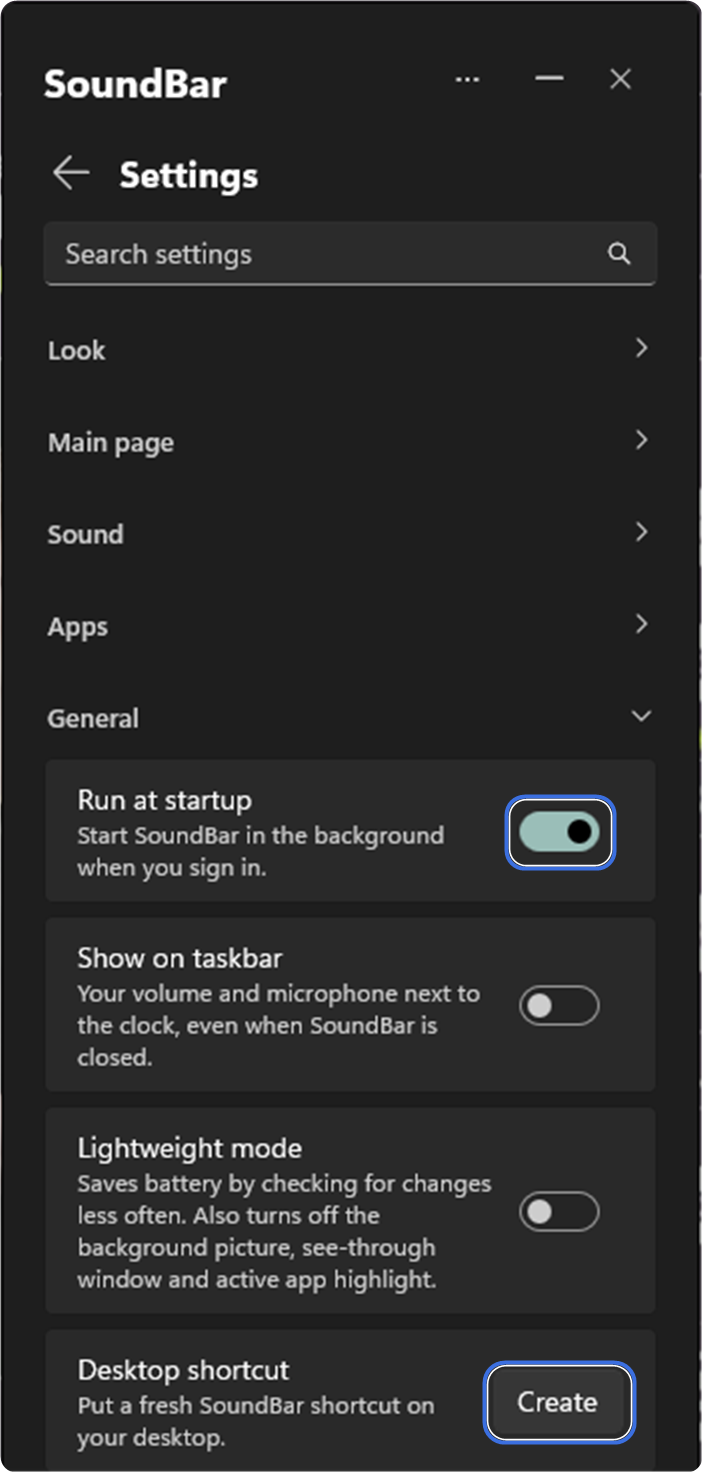 SoundBar
Settings
Search settings
Look
Main page
Sound
Apps
General
Run at startup
Start SoundBar in the background
when you sign in.
Show on taskbar
Your volume and microphone next to
the clock, even when SoundBar is
closed.
Lightweight mode
Saves battery by checking for changes
less often. Also turns off the
background picture, see-through
window and active app highlight.
Desktop shortcut
Put a fresh SoundBar shortcut on
your desktop.
Create